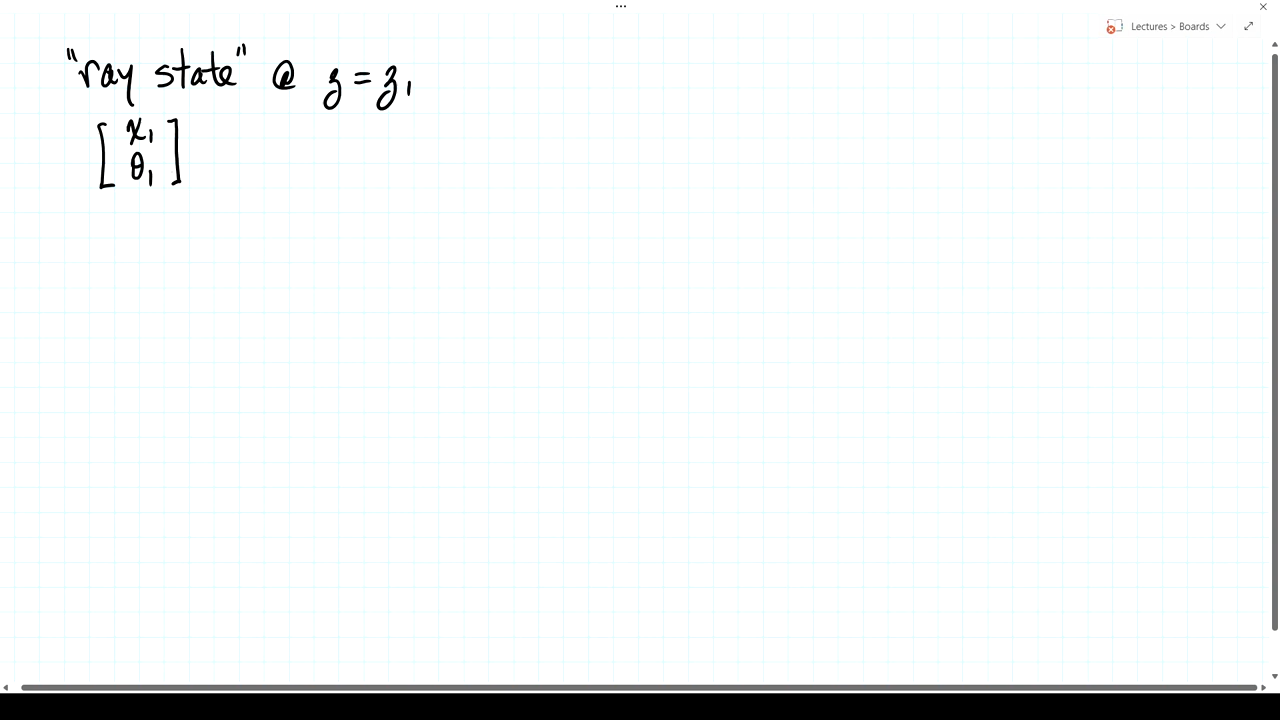 Lectures > Boards
"ray state" @ z = z₁
[ x₁ ]
[ θ₁ ]